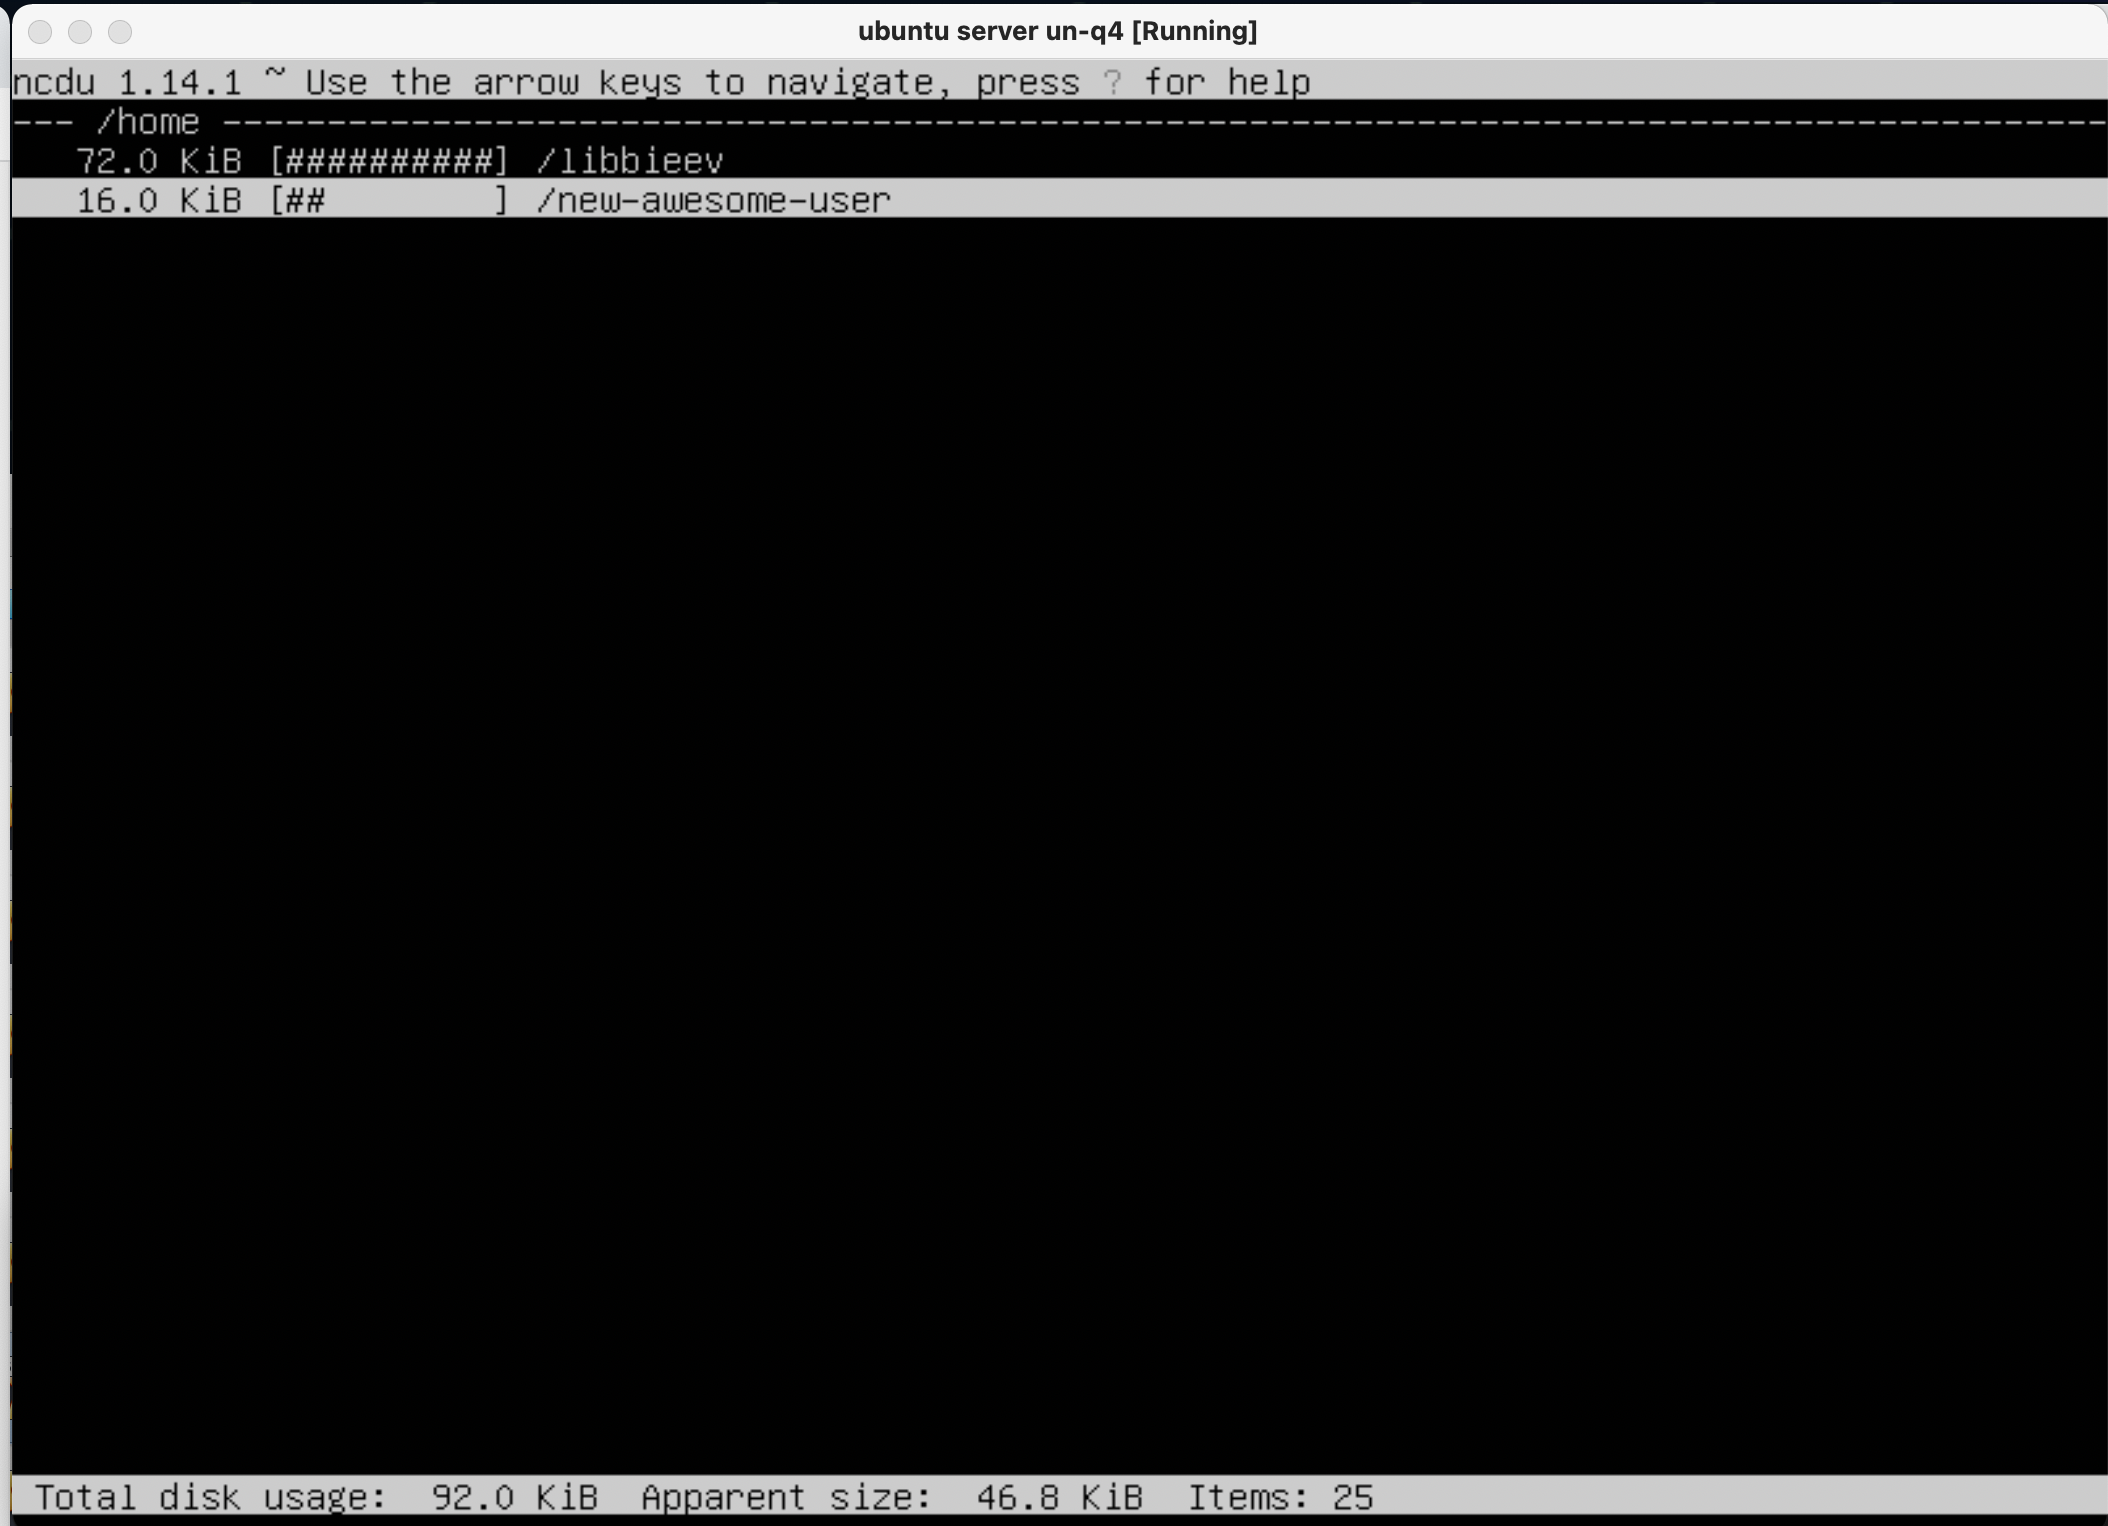 ubuntu server un-q4 [Running]
ncdu 1.14.1 ~ Use the arrow keys to navigate, press ? for help
--- /home ------------------------------------------------------------------------------------------
72.0 KiB [##########] /libbieev
16.0 KiB [##        ] /new-awesome-user
Total disk usage:  92.0 KiB  Apparent size:  46.8 KiB  Items: 25